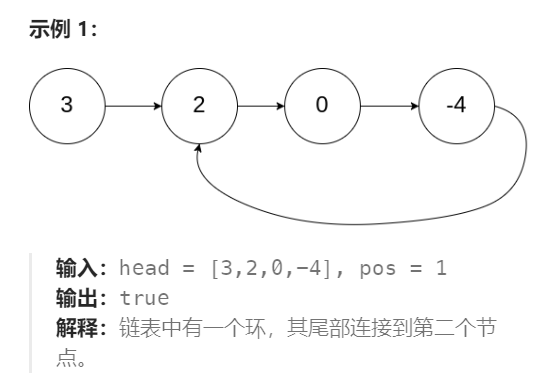 示例 1：
3 2 0 -4
输入：head = [3,2,0,-4], pos = 1
输出：true
解释：链表中有一个环，其尾部连接到第二个节
点。